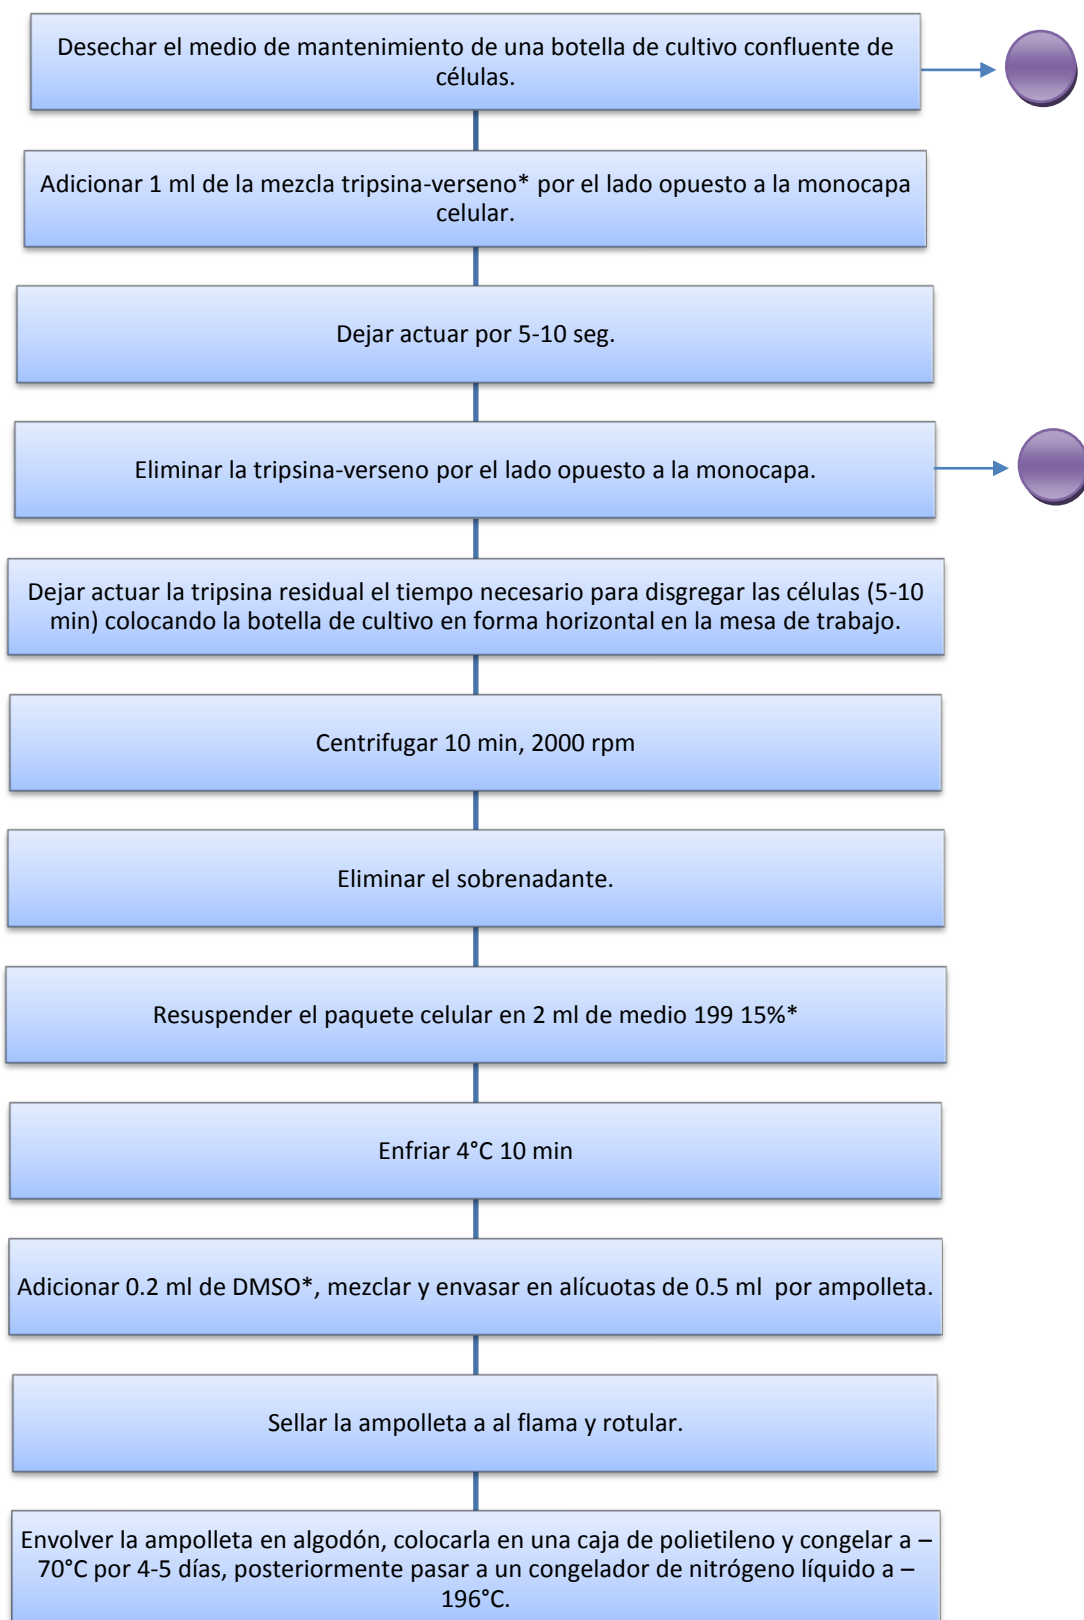 Desechar el medio de mantenimiento de una botella de cultivo confluente de
células.
Adicionar 1 ml de la mezcla tripsina-verseno* por el lado opuesto a la monocapa
celular.
Dejar actuar por 5-10 seg.
Eliminar la tripsina-verseno por el lado opuesto a la monocapa.
Dejar actuar la tripsina residual el tiempo necesario para disgregar las células (5-10
min) colocando la botella de cultivo en forma horizontal en la mesa de trabajo.
Centrifugar 10 min, 2000 rpm
Eliminar el sobrenadante.
Resuspender el paquete celular en 2 ml de medio 199 15%*
Enfriar 4°C 10 min
Adicionar 0.2 ml de DMSO*, mezclar y envasar en alícuotas de 0.5 ml  por ampolleta.
Sellar la ampolleta a al flama y rotular.
Envolver la ampolleta en algodón, colocarla en una caja de polietileno y congelar a –
70°C por 4-5 días, posteriormente pasar a un congelador de nitrógeno líquido a –
196°C.